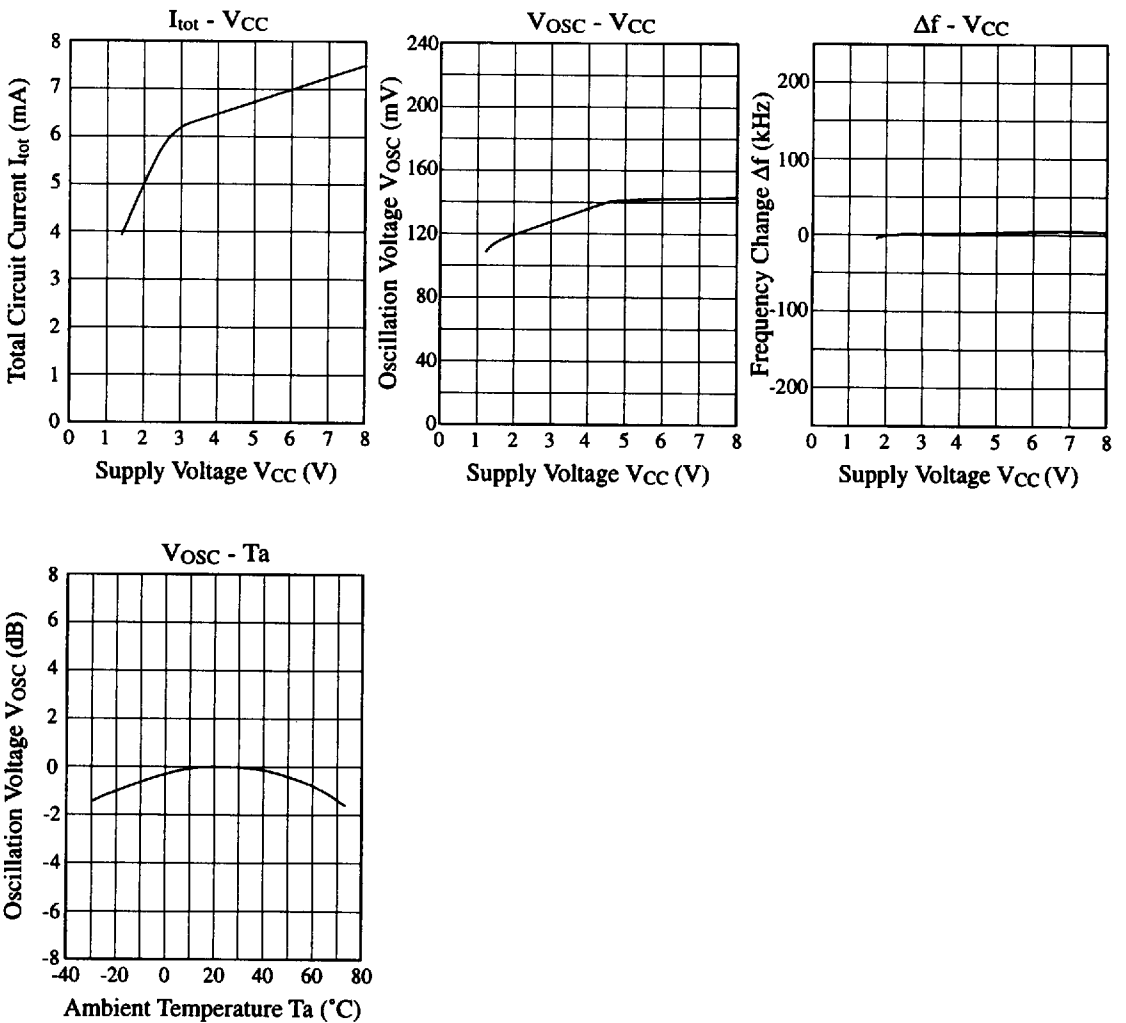 Itot - VCC
Total Circuit Current Itot (mA)
8
7
6
5
4
3
2
1
0
0 1 2 3 4 5 6 7 8
Supply Voltage VCC (V)
VOSC - VCC
Oscillation Voltage VOSC (mV)
240
200
160
120
80
40
0
0 1 2 3 4 5 6 7 8
Supply Voltage VCC (V)
Δf - VCC
Frequency Change Δf (kHz)
200
100
0
-100
-200
0 1 2 3 4 5 6 7 8
Supply Voltage VCC (V)
VOSC - Ta
Oscillation Voltage VOSC (dB)
8
6
4
2
0
-2
-4
-6
-8
-40 -20 0 20 40 60 80
Ambient Temperature Ta (°C)